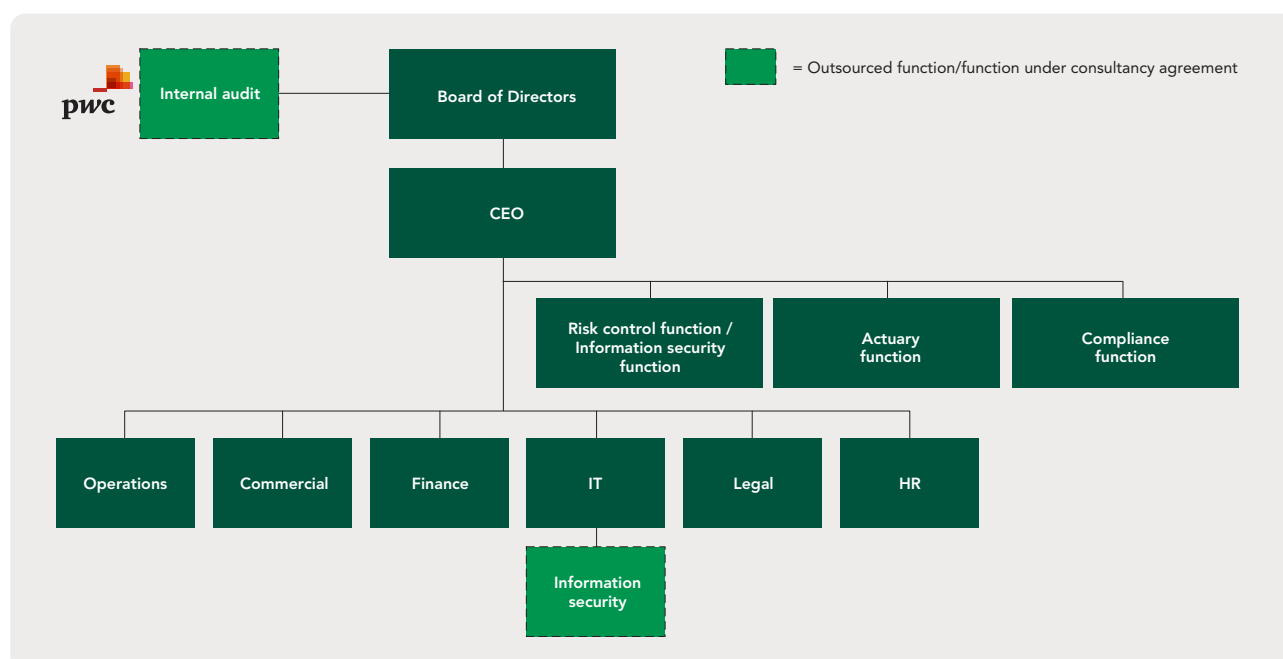 pwc
Internal audit
Board of Directors
= Outsourced function/function under consultancy agreement
CEO
Risk control function /
Information security
function
Actuary
function
Compliance
function
Operations
Commercial
Finance
IT
Legal
HR
Information
security